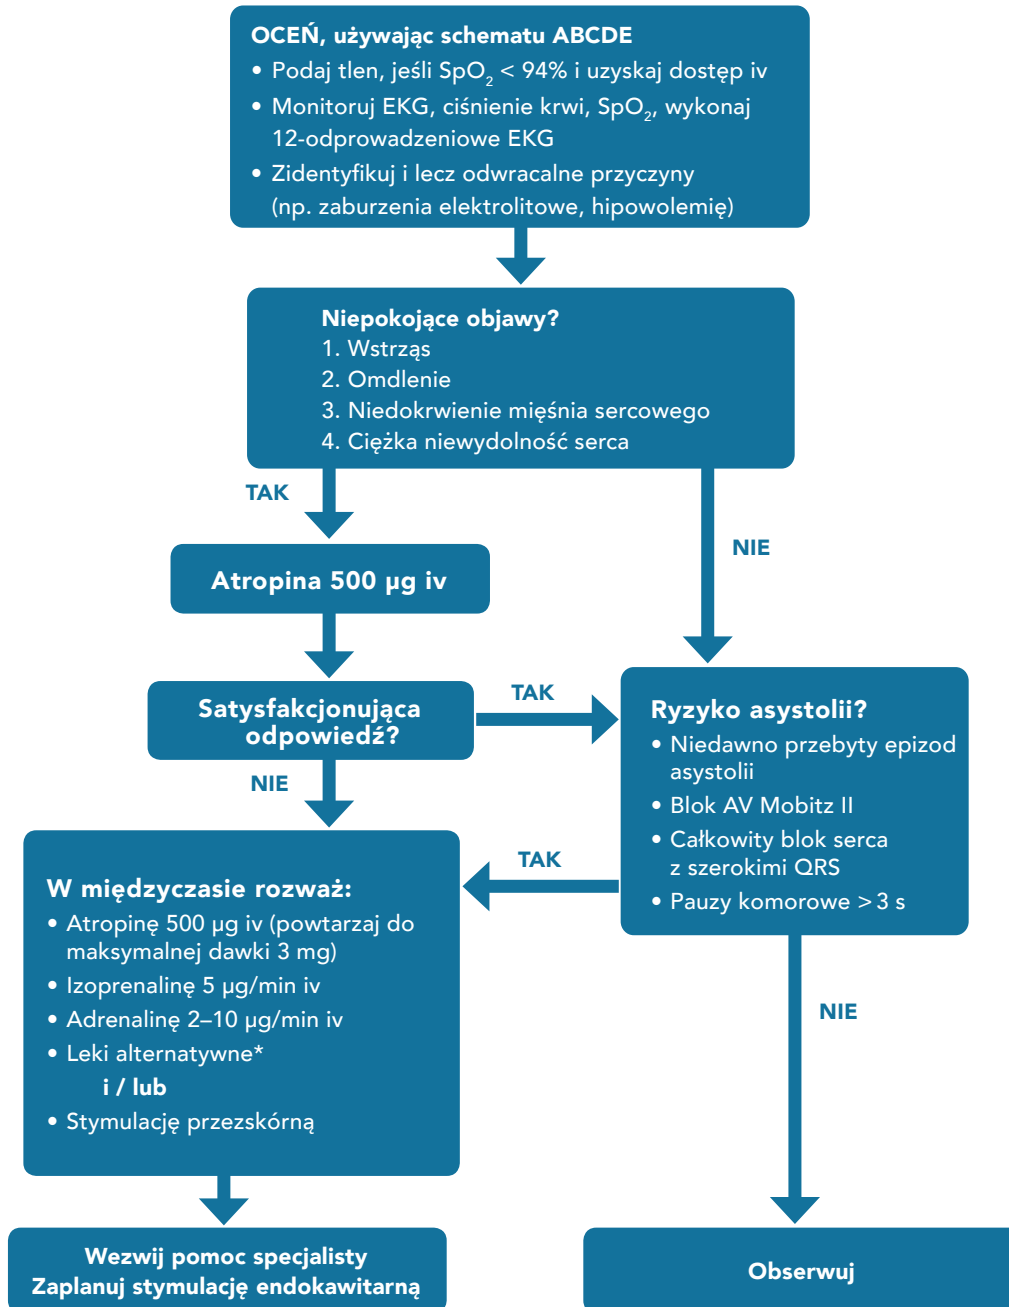 OCEŃ, używając schematu ABCDE
• Podaj tlen, jeśli SpO₂ < 94% i uzyskaj dostęp iv
• Monitoruj EKG, ciśnienie krwi, SpO₂, wykonaj
12-odprowadzeniowe EKG
• Zidentyfikuj i lecz odwracalne przyczyny
(np. zaburzenia elektrolitowe, hipowolemię)
Niepokojące objawy?
1. Wstrząs
2. Omdlenie
3. Niedokrwienie mięśnia sercowego
4. Ciężka niewydolność serca
TAK
NIE
Atropina 500 µg iv
Satysfakcjonująca
odpowiedź?
TAK
NIE
Ryzyko asystolii?
• Niedawno przebyty epizod
asystolii
• Blok AV Mobitz II
• Całkowity blok serca
z szerokimi QRS
• Pauzy komorowe > 3 s
TAK
NIE
W międzyczasie rozważ:
• Atropinę 500 µg iv (powtarzaj do
maksymalnej dawki 3 mg)
• Izoprenalinę 5 µg/min iv
• Adrenalinę 2–10 µg/min iv
• Leki alternatywne*
i / lub
• Stymulację przezskórną
Wezwij pomoc specjalisty
Zaplanuj stymulację endokawitarną
Obserwuj